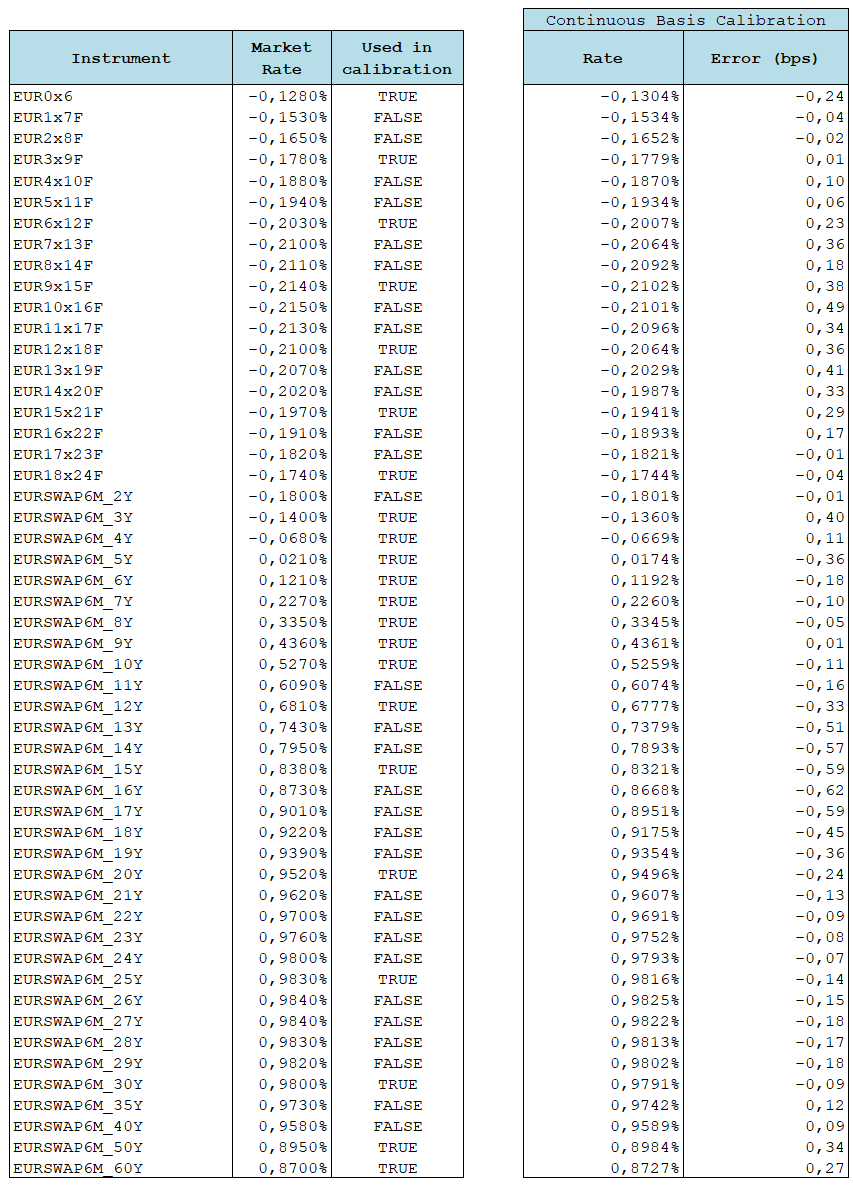 Continuous Basis Calibration
Instrument Market Rate Used in calibration Rate Error (bps)
EUR0x6 -0,1280% TRUE -0,1304% -0,24
EUR1x7F -0,1530% FALSE -0,1534% -0,04
EUR2x8F -0,1650% FALSE -0,1652% -0,02
EUR3x9F -0,1780% TRUE -0,1779% 0,01
EUR4x10F -0,1880% FALSE -0,1870% 0,10
EUR5x11F -0,1940% FALSE -0,1934% 0,06
EUR6x12F -0,2030% TRUE -0,2007% 0,23
EUR7x13F -0,2100% FALSE -0,2064% 0,36
EUR8x14F -0,2110% FALSE -0,2092% 0,18
EUR9x15F -0,2140% TRUE -0,2102% 0,38
EUR10x16F -0,2150% FALSE -0,2101% 0,49
EUR11x17F -0,2130% FALSE -0,2096% 0,34
EUR12x18F -0,2100% TRUE -0,2064% 0,36
EUR13x19F -0,2070% FALSE -0,2029% 0,41
EUR14x20F -0,2020% FALSE -0,1987% 0,33
EUR15x21F -0,1970% TRUE -0,1941% 0,29
EUR16x22F -0,1910% FALSE -0,1893% 0,17
EUR17x23F -0,1820% FALSE -0,1821% -0,01
EUR18x24F -0,1740% TRUE -0,1744% -0,04
EURSWAP6M_2Y -0,1800% FALSE -0,1801% -0,01
EURSWAP6M_3Y -0,1400% TRUE -0,1360% 0,40
EURSWAP6M_4Y -0,0680% TRUE -0,0669% 0,11
EURSWAP6M_5Y 0,0210% TRUE 0,0174% -0,36
EURSWAP6M_6Y 0,1210% TRUE 0,1192% -0,18
EURSWAP6M_7Y 0,2270% TRUE 0,2260% -0,10
EURSWAP6M_8Y 0,3350% TRUE 0,3345% -0,05
EURSWAP6M_9Y 0,4360% TRUE 0,4361% 0,01
EURSWAP6M_10Y 0,5270% TRUE 0,5259% -0,11
EURSWAP6M_11Y 0,6090% FALSE 0,6074% -0,16
EURSWAP6M_12Y 0,6810% TRUE 0,6777% -0,33
EURSWAP6M_13Y 0,7430% FALSE 0,7379% -0,51
EURSWAP6M_14Y 0,7950% FALSE 0,7893% -0,57
EURSWAP6M_15Y 0,8380% TRUE 0,8321% -0,59
EURSWAP6M_16Y 0,8730% FALSE 0,8668% -0,62
EURSWAP6M_17Y 0,9010% FALSE 0,8951% -0,59
EURSWAP6M_18Y 0,9220% FALSE 0,9175% -0,45
EURSWAP6M_19Y 0,9390% FALSE 0,9354% -0,36
EURSWAP6M_20Y 0,9520% TRUE 0,9496% -0,24
EURSWAP6M_21Y 0,9620% FALSE 0,9607% -0,13
EURSWAP6M_22Y 0,9700% FALSE 0,9691% -0,09
EURSWAP6M_23Y 0,9760% FALSE 0,9752% -0,08
EURSWAP6M_24Y 0,9800% FALSE 0,9793% -0,07
EURSWAP6M_25Y 0,9830% TRUE 0,9816% -0,14
EURSWAP6M_26Y 0,9840% FALSE 0,9825% -0,15
EURSWAP6M_27Y 0,9840% FALSE 0,9822% -0,18
EURSWAP6M_28Y 0,9830% FALSE 0,9813% -0,17
EURSWAP6M_29Y 0,9820% FALSE 0,9802% -0,18
EURSWAP6M_30Y 0,9800% TRUE 0,9791% -0,09
EURSWAP6M_35Y 0,9730% FALSE 0,9742% 0,12
EURSWAP6M_40Y 0,9580% FALSE 0,9589% 0,09
EURSWAP6M_50Y 0,8950% TRUE 0,8984% 0,34
EURSWAP6M_60Y 0,8700% TRUE 0,8727% 0,27